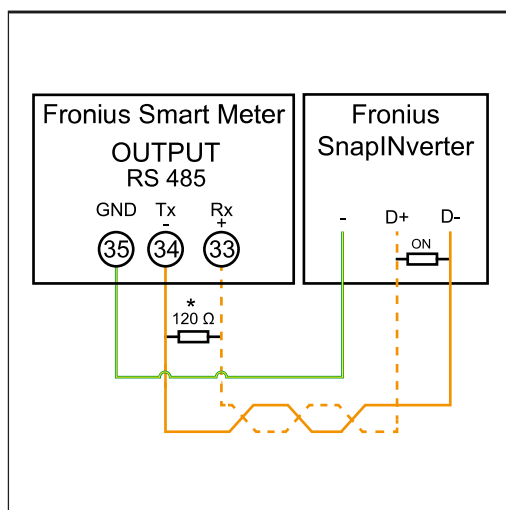 Fronius Smart Meter
OUTPUT
RS 485
GND Tx Rx
- +
35 34 33
*
120 Ω
Fronius
SnapINverter
- D+ D-
ON